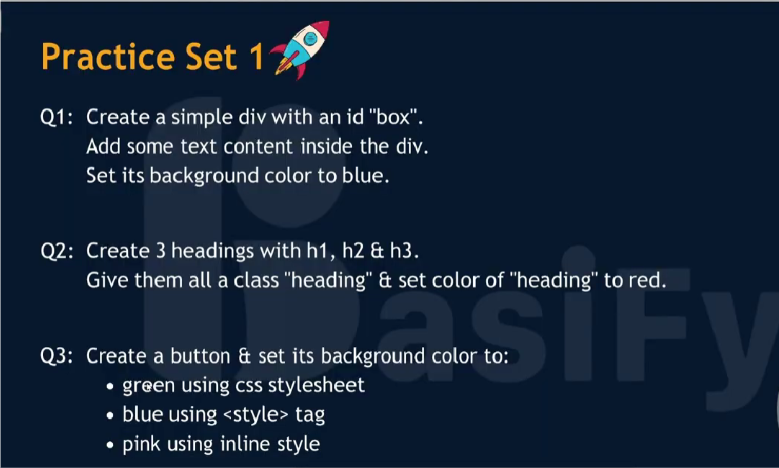 Practice Set 1
Q1: Create a simple div with an id "box".
Add some text content inside the div.
Set its background color to blue.
Q2: Create 3 headings with h1, h2 & h3.
Give them all a class "heading" & set color of "heading" to red.
Q3: Create a button & set its background color to:
• green using css stylesheet
• blue using <style> tag
• pink using inline style
BasiFy